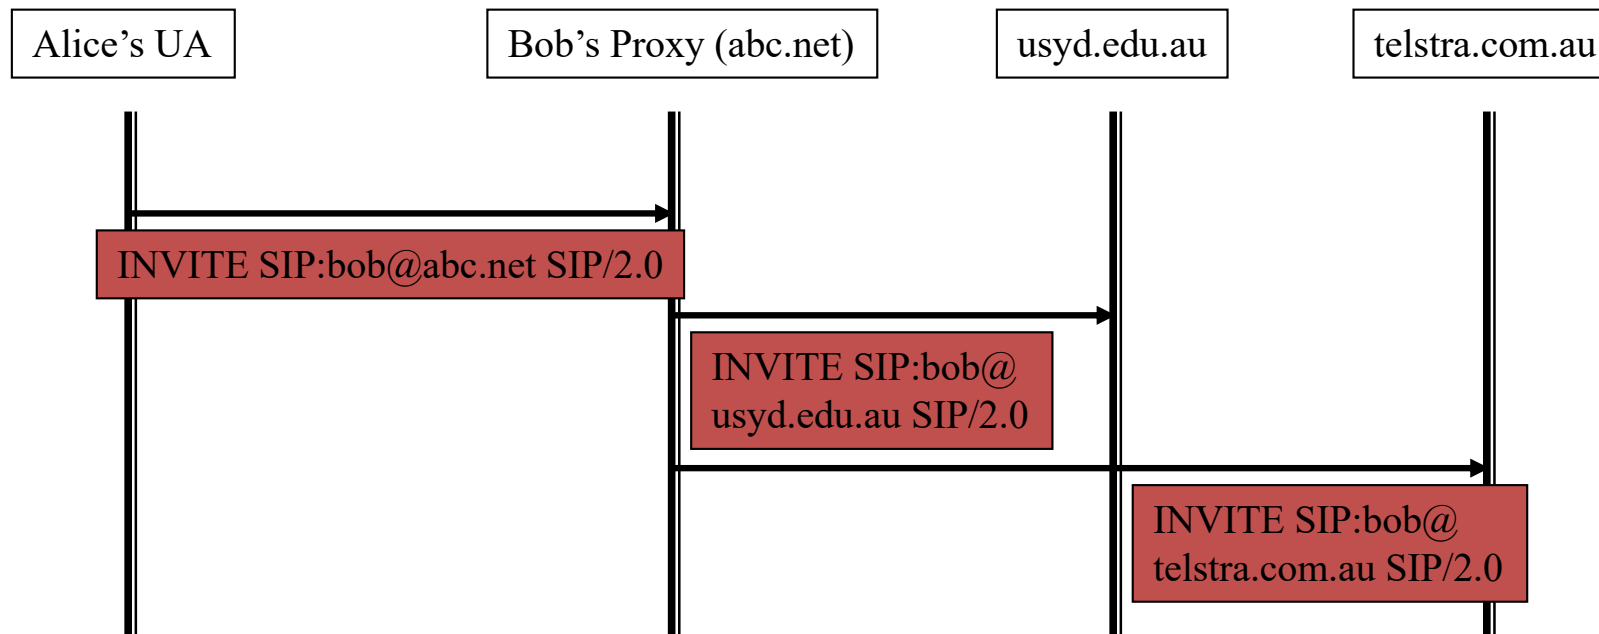 Alice’s UA
Bob’s Proxy (abc.net)
usyd.edu.au
telstra.com.au
INVITE SIP:bob@abc.net SIP/2.0
INVITE SIP:bob@
usyd.edu.au SIP/2.0
INVITE SIP:bob@
telstra.com.au SIP/2.0